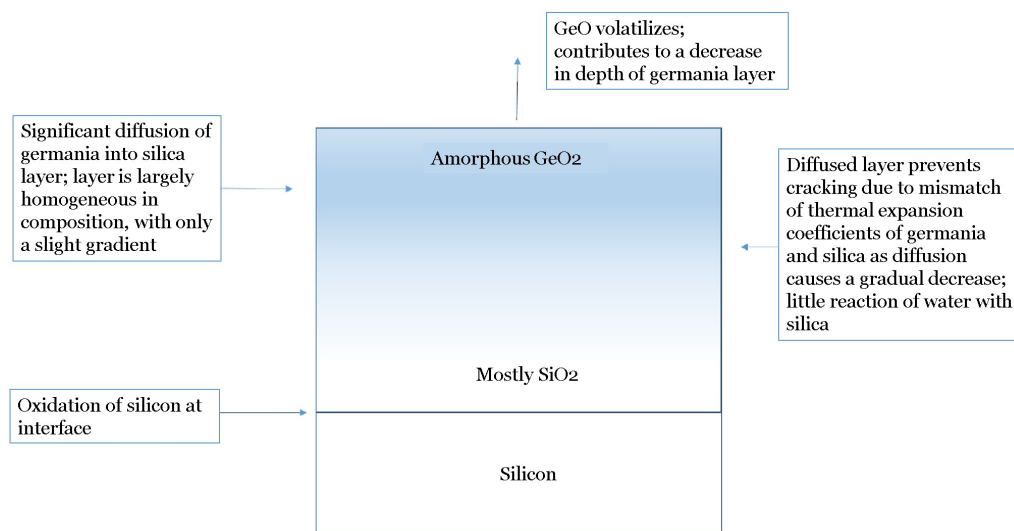 GeO volatilizes;
contributes to a decrease
in depth of germania layer
Significant diffusion of
germania into silica
layer; layer is largely
homogeneous in
composition, with only
a slight gradient
Amorphous GeO2
Diffused layer prevents
cracking due to mismatch
of thermal expansion
coefficients of germania
and silica as diffusion
causes a gradual decrease;
little reaction of water with
silica
Mostly SiO2
Oxidation of silicon at
interface
Silicon